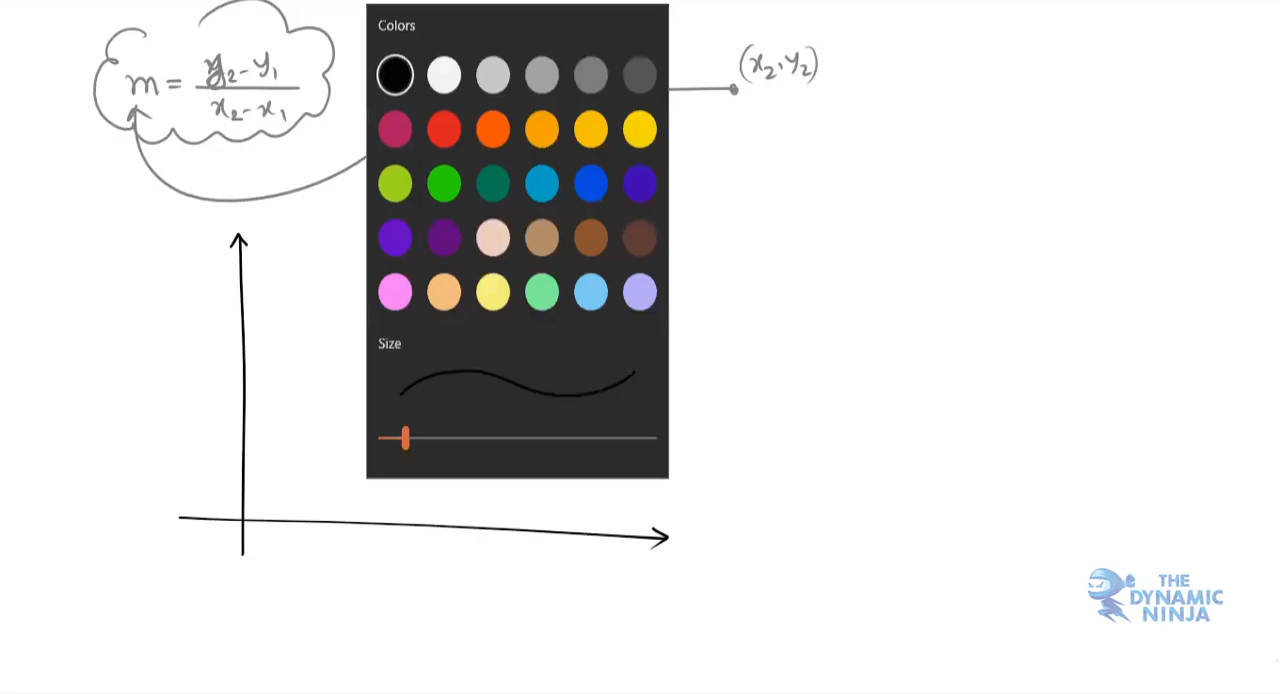 Colors
m = y2 - y1
x2 - x1
(x2, y2)
Size
THE
DYNAMIC
NINJA